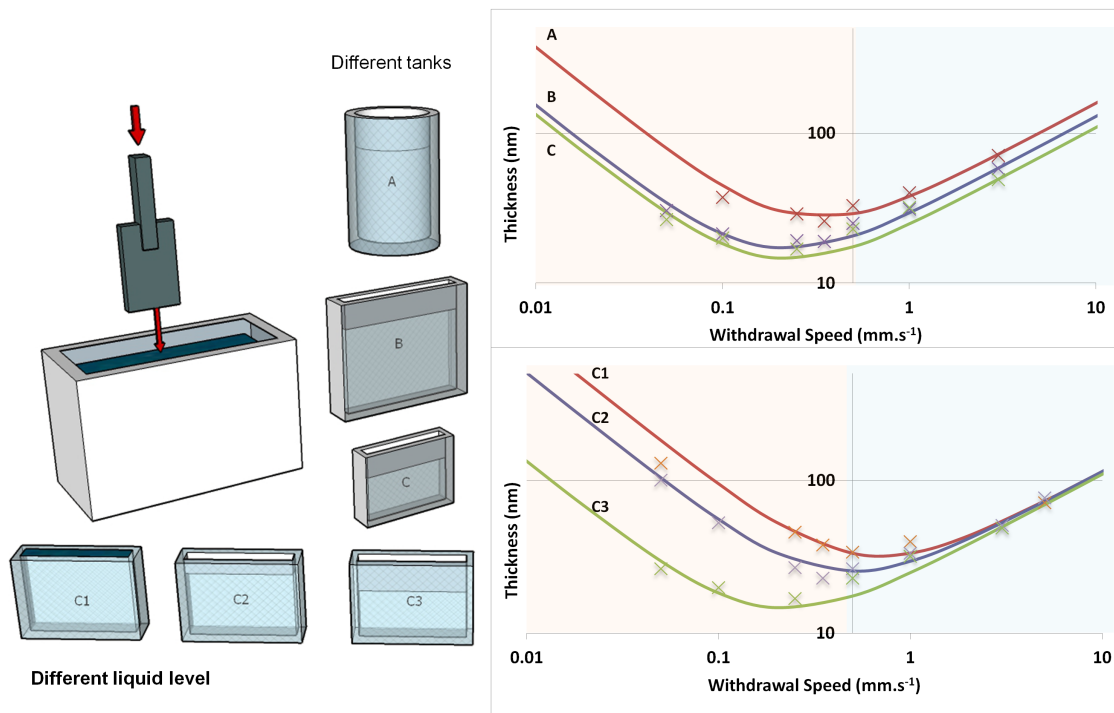 Different tanks
A
B
C
C1
C2
C3
Different liquid level
A
B
C
100
10
Thickness (nm)
0.01
0.1
1
10
Withdrawal Speed (mm.s⁻¹)
C1
C2
C3
100
10
Thickness (nm)
0.01
0.1
1
10
Withdrawal Speed (mm.s⁻¹)